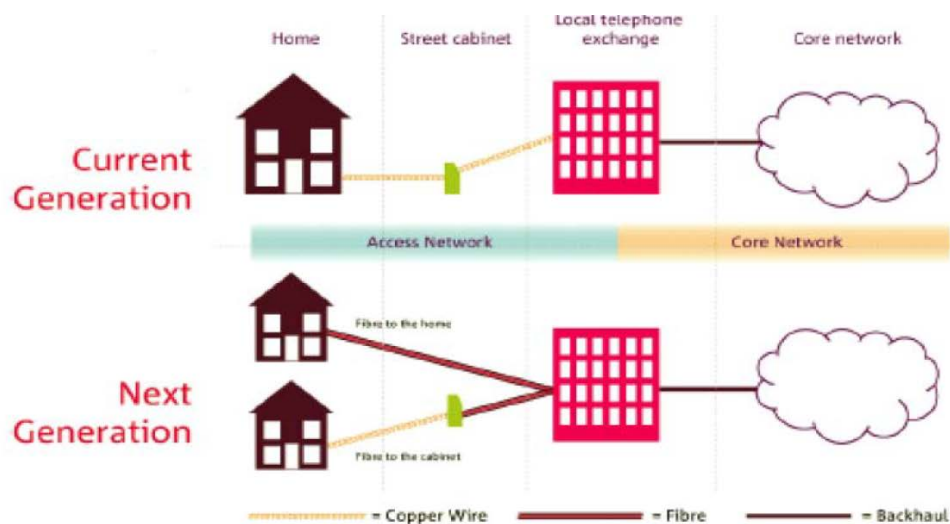 Home
Street cabinet
Local telephone
exchange
Core network
Current
Generation
Access Network
Core Network
Fibre to the home
Next
Generation
Fibre to the cabinet
= Copper Wire
= Fibre
= Backhaul